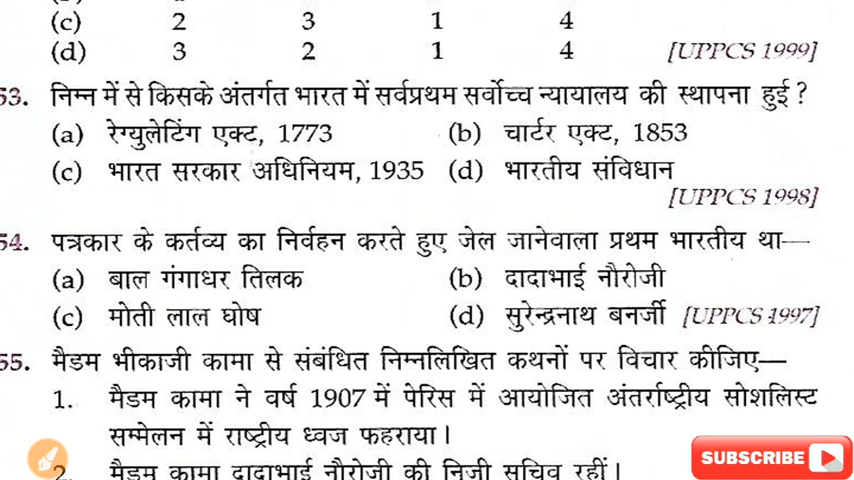 (c) 2 3 1 4
(d) 3 2 1 4 [UPPCS 1999]
53. निम्न में से किसके अंतर्गत भारत में सर्वप्रथम सर्वोच्च न्यायालय की स्थापना हुई ?
(a) रेग्युलेटिंग एक्ट, 1773 (b) चार्टर एक्ट, 1853
(c) भारत सरकार अधिनियम, 1935 (d) भारतीय संविधान
[UPPCS 1998]
54. पत्रकार के कर्तव्य का निर्वहन करते हुए जेल जानेवाला प्रथम भारतीय था—
(a) बाल गंगाधर तिलक (b) दादाभाई नौरोजी
(c) मोती लाल घोष (d) सुरेन्द्रनाथ बनर्जी [UPPCS 1997]
55. मैडम भीकाजी कामा से संबंधित निम्नलिखित कथनों पर विचार कीजिए—
1. मैडम कामा ने वर्ष 1907 में पेरिस में आयोजित अंतर्राष्ट्रीय सोशलिस्ट
सम्मेलन में राष्ट्रीय ध्वज फहराया।
2. मैडम कामा दादाभाई नौरोजी की निजी सचिव रहीं।
SUBSCRIBE